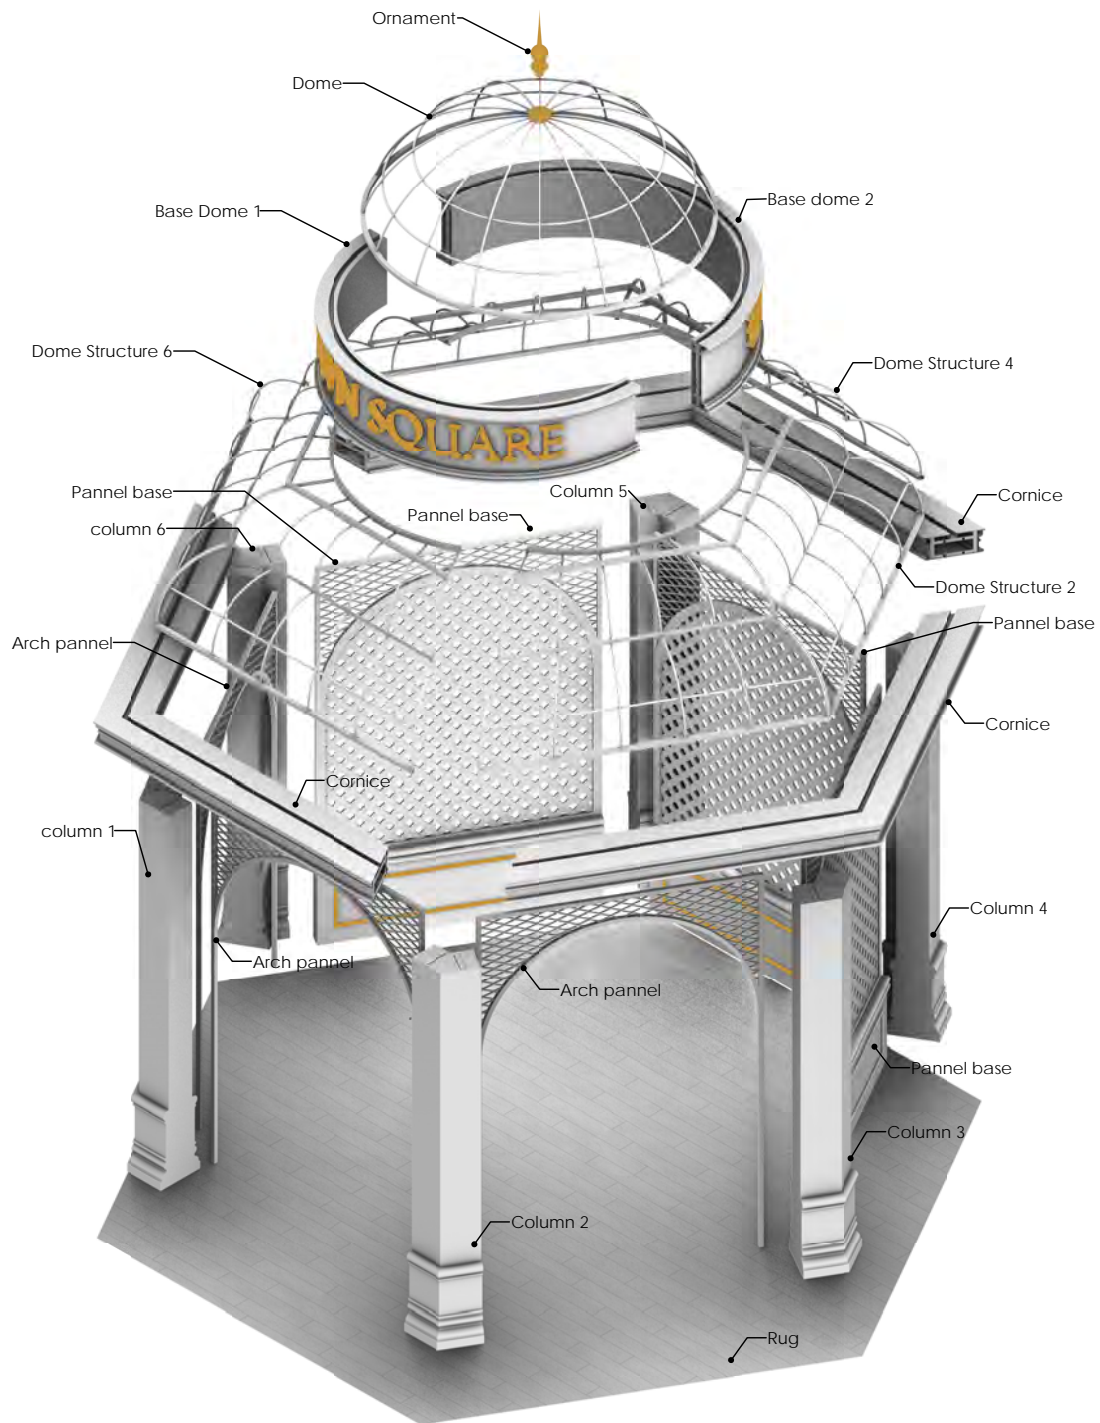 Ornament
Dome
Base dome 2
Base Dome 1
Dome Structure 6
Dome Structure 4
SQUARE
Pannel base
Column 5
Cornice
Pannel base
column 6
Dome Structure 2
Pannel base
Arch pannel
Cornice
Cornice
column 1
Column 4
Arch pannel
Arch pannel
Pannel base
Column 3
Column 2
Rug